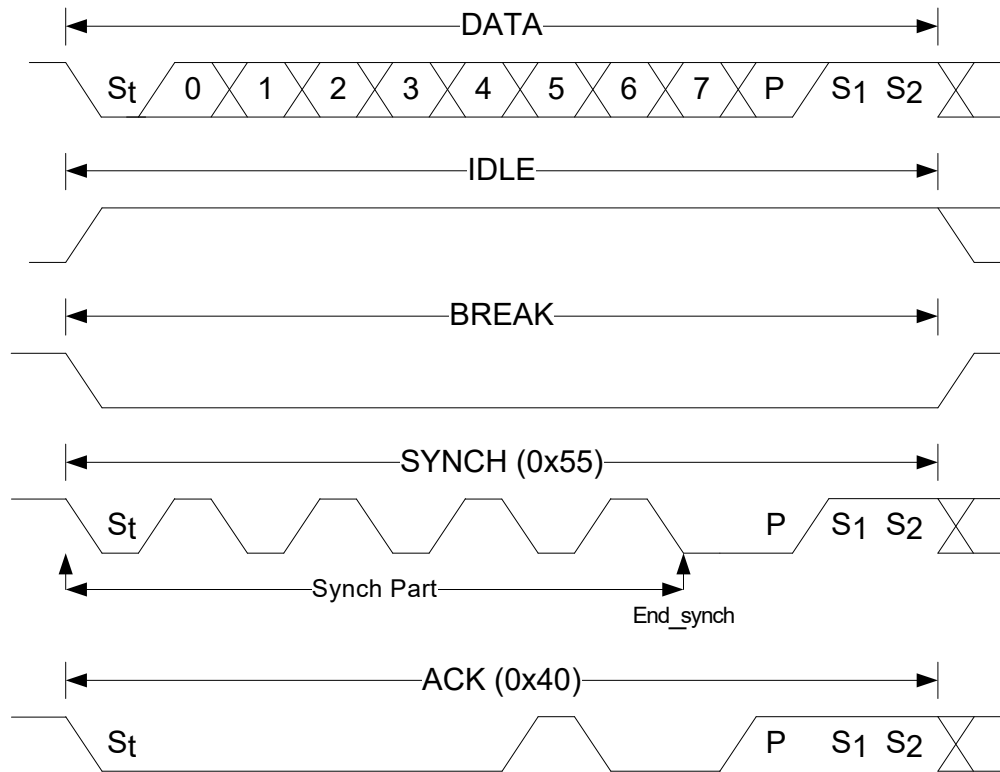 DATA
St 0 1 2 3 4 5 6 7 P S1 S2
IDLE
BREAK
SYNCH (0x55)
St P S1 S2
Synch Part
End_synch
ACK (0x40)
St P S1 S2